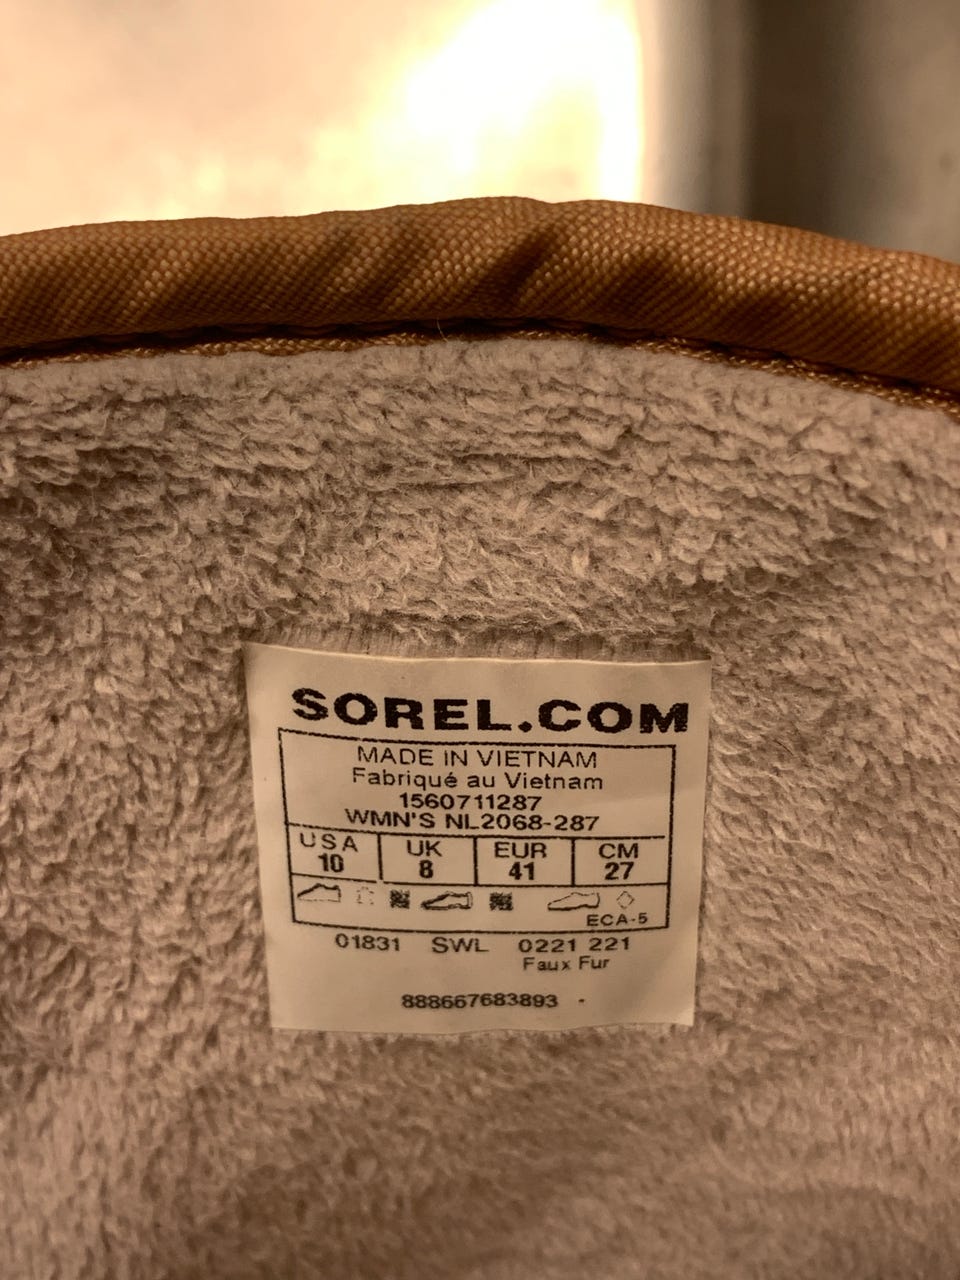 SOREL.COM
MADE IN VIETNAM
Fabriqué au Vietnam
1560711287
WMN'S NL2068-287
USA UK EUR CM
10 8 41 27
ECA-5
01831 SWL 0221 221
Faux Fur
888667683893